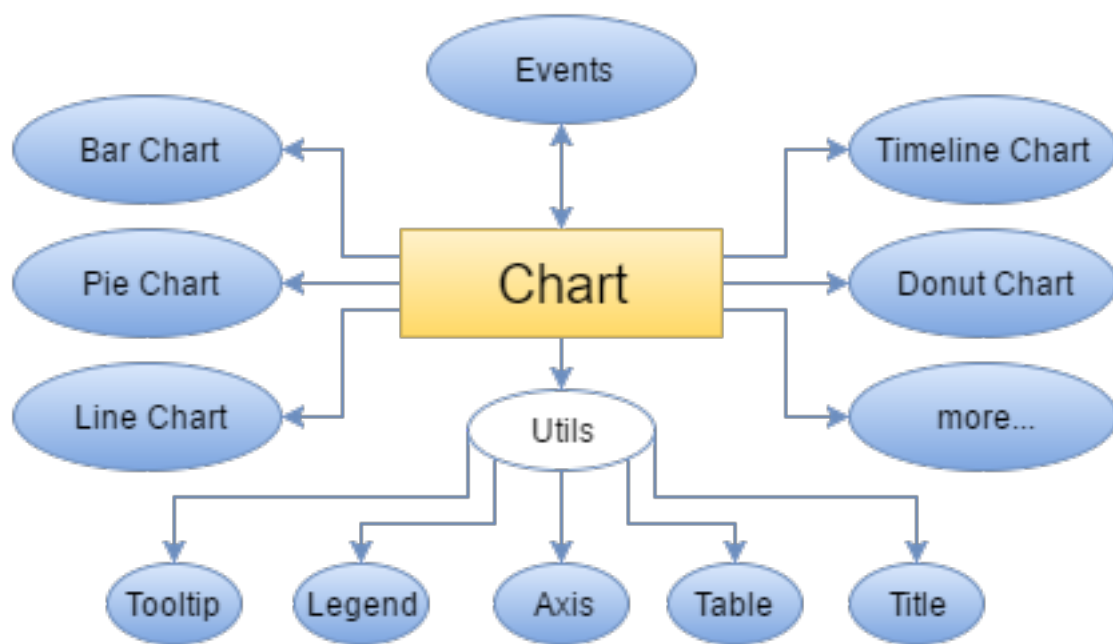 Events
Bar Chart
Timeline Chart
Chart
Pie Chart
Donut Chart
Line Chart
Utils
more...
Tooltip
Legend
Axis
Table
Title